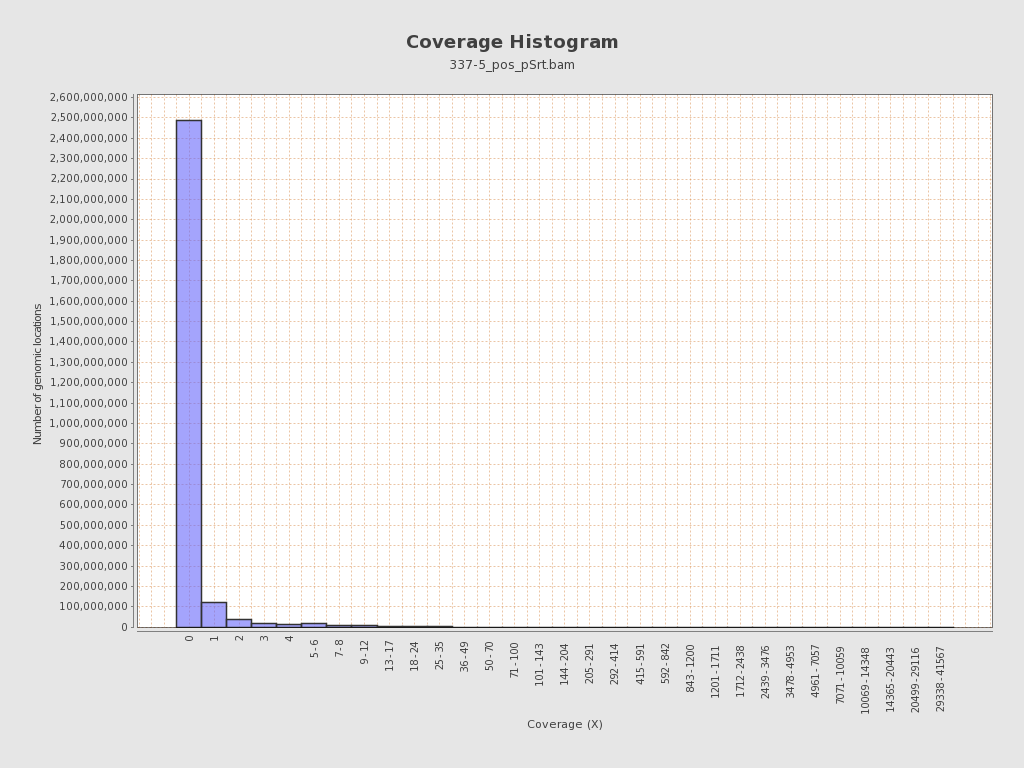 Coverage Histogram
337-5_pos_pSrt.bam
2,600,000,000
2,500,000,000
2,400,000,000
2,300,000,000
2,200,000,000
2,100,000,000
2,000,000,000
1,900,000,000
1,800,000,000
1,700,000,000
1,600,000,000
1,500,000,000
1,400,000,000
1,300,000,000
1,200,000,000
1,100,000,000
1,000,000,000
900,000,000
800,000,000
700,000,000
600,000,000
500,000,000
400,000,000
300,000,000
200,000,000
100,000,000
0
Number of genomic locations
0
1
2
3
4
5 - 6
7 - 8
9 - 12
13 - 17
18 - 24
25 - 35
36 - 49
50 - 70
71 - 100
101 - 143
144 - 204
205 - 291
292 - 414
415 - 591
592 - 842
843 - 1200
1201 - 1711
1712 - 2438
2439 - 3476
3478 - 4953
4961 - 7057
7071 - 10059
10069 - 14348
14365 - 20443
20499 - 29116
29338 - 41567
Coverage (X)